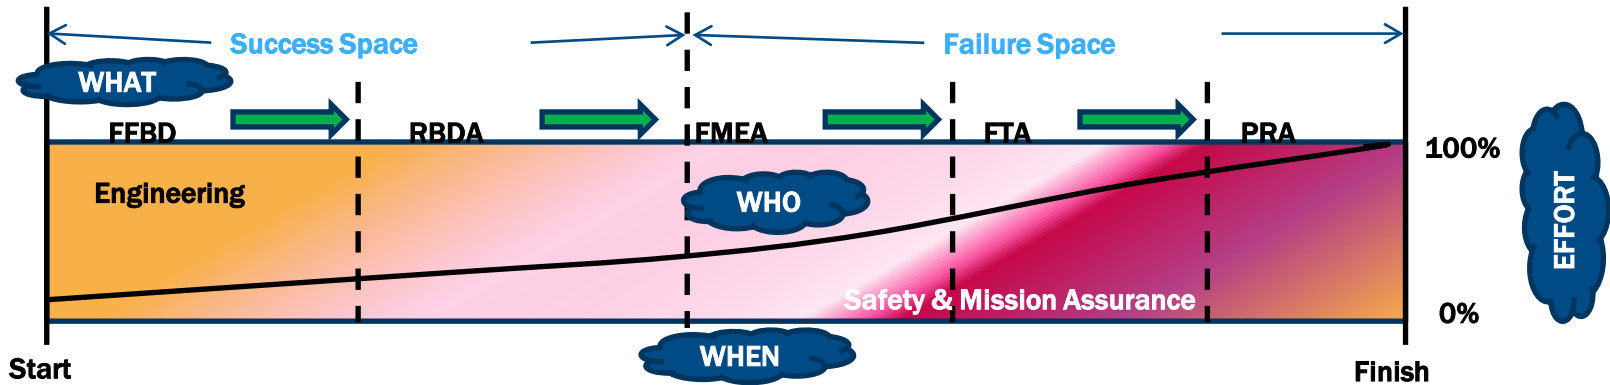 Success Space
Failure Space
WHAT
FFBD
RBDA
FMEA
FTA
PRA
100%
Engineering
WHO
EFFORT
Safety & Mission Assurance
0%
WHEN
Start
Finish